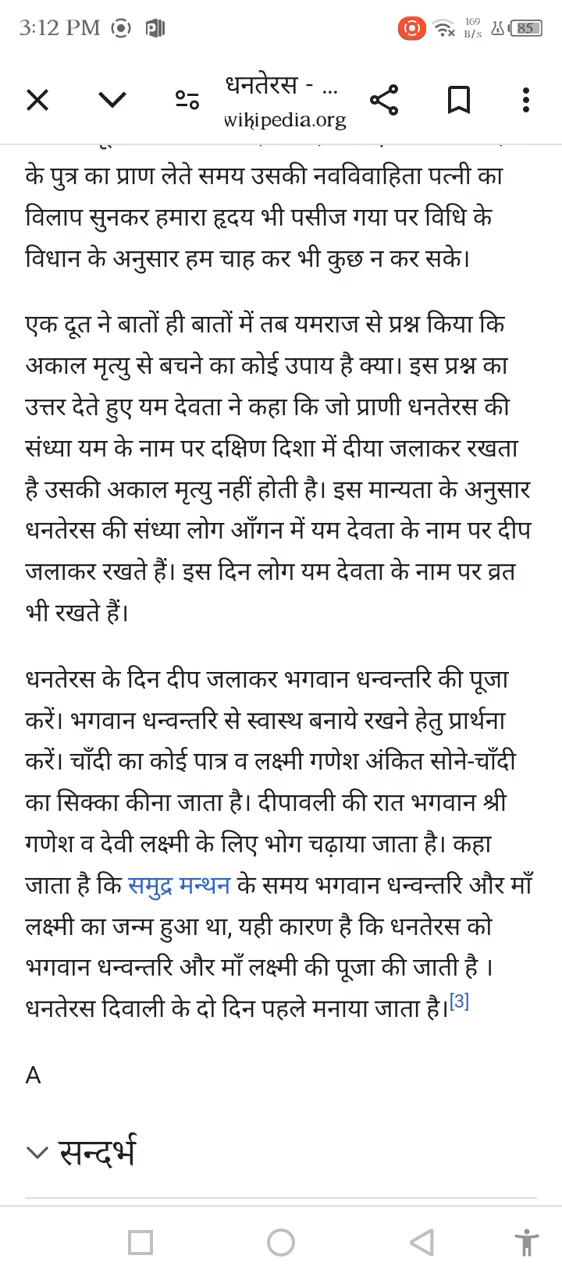 3:12 PM
169 B/s
85
धनतेरस - ...
wikipedia.org
के पुत्र का प्राण लेते समय उसकी नवविवाहिता पत्नी का
विलाप सुनकर हमारा हृदय भी पसीज गया पर विधि के
विधान के अनुसार हम चाह कर भी कुछ न कर सके।
एक दूत ने बातों ही बातों में तब यमराज से प्रश्न किया कि
अकाल मृत्यु से बचने का कोई उपाय है क्या। इस प्रश्न का
उत्तर देते हुए यम देवता ने कहा कि जो प्राणी धनतेरस की
संध्या यम के नाम पर दक्षिण दिशा में दीया जलाकर रखता
है उसकी अकाल मृत्यु नहीं होती है। इस मान्यता के अनुसार
धनतेरस की संध्या लोग आँगन में यम देवता के नाम पर दीप
जलाकर रखते हैं। इस दिन लोग यम देवता के नाम पर व्रत
भी रखते हैं।
धनतेरस के दिन दीप जलाकर भगवान धन्वन्तरि की पूजा
करें। भगवान धन्वन्तरि से स्वास्थ बनाये रखने हेतु प्रार्थना
करें। चाँदी का कोई पात्र व लक्ष्मी गणेश अंकित सोने-चाँदी
का सिक्का कीना जाता है। दीपावली की रात भगवान श्री
गणेश व देवी लक्ष्मी के लिए भोग चढ़ाया जाता है। कहा
जाता है कि समुद्र मन्थन के समय भगवान धन्वन्तरि और माँ
लक्ष्मी का जन्म हुआ था, यही कारण है कि धनतेरस को
भगवान धन्वन्तरि और माँ लक्ष्मी की पूजा की जाती है ।
धनतेरस दिवाली के दो दिन पहले मनाया जाता है।[3]
A
सन्दर्भ